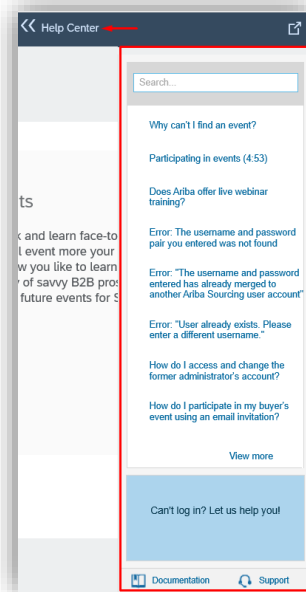 Help Center
Search...
Why can't I find an event?
Participating in events (4:53)
Does Ariba offer live webinar
training?
Error: The username and password
pair you entered was not found
Error: "The username and password
entered has already merged to
another Ariba Sourcing user account"
Error: "User already exists. Please
enter a different username."
How do I access and change the
former administrator's account?
How do I participate in my buyer's
event using an email invitation?
View more
Can't log in? Let us help you!
Documentation
Support
ts
and learn face-to
l event more your
w you like to learn
of savvy B2B pros
future events for S